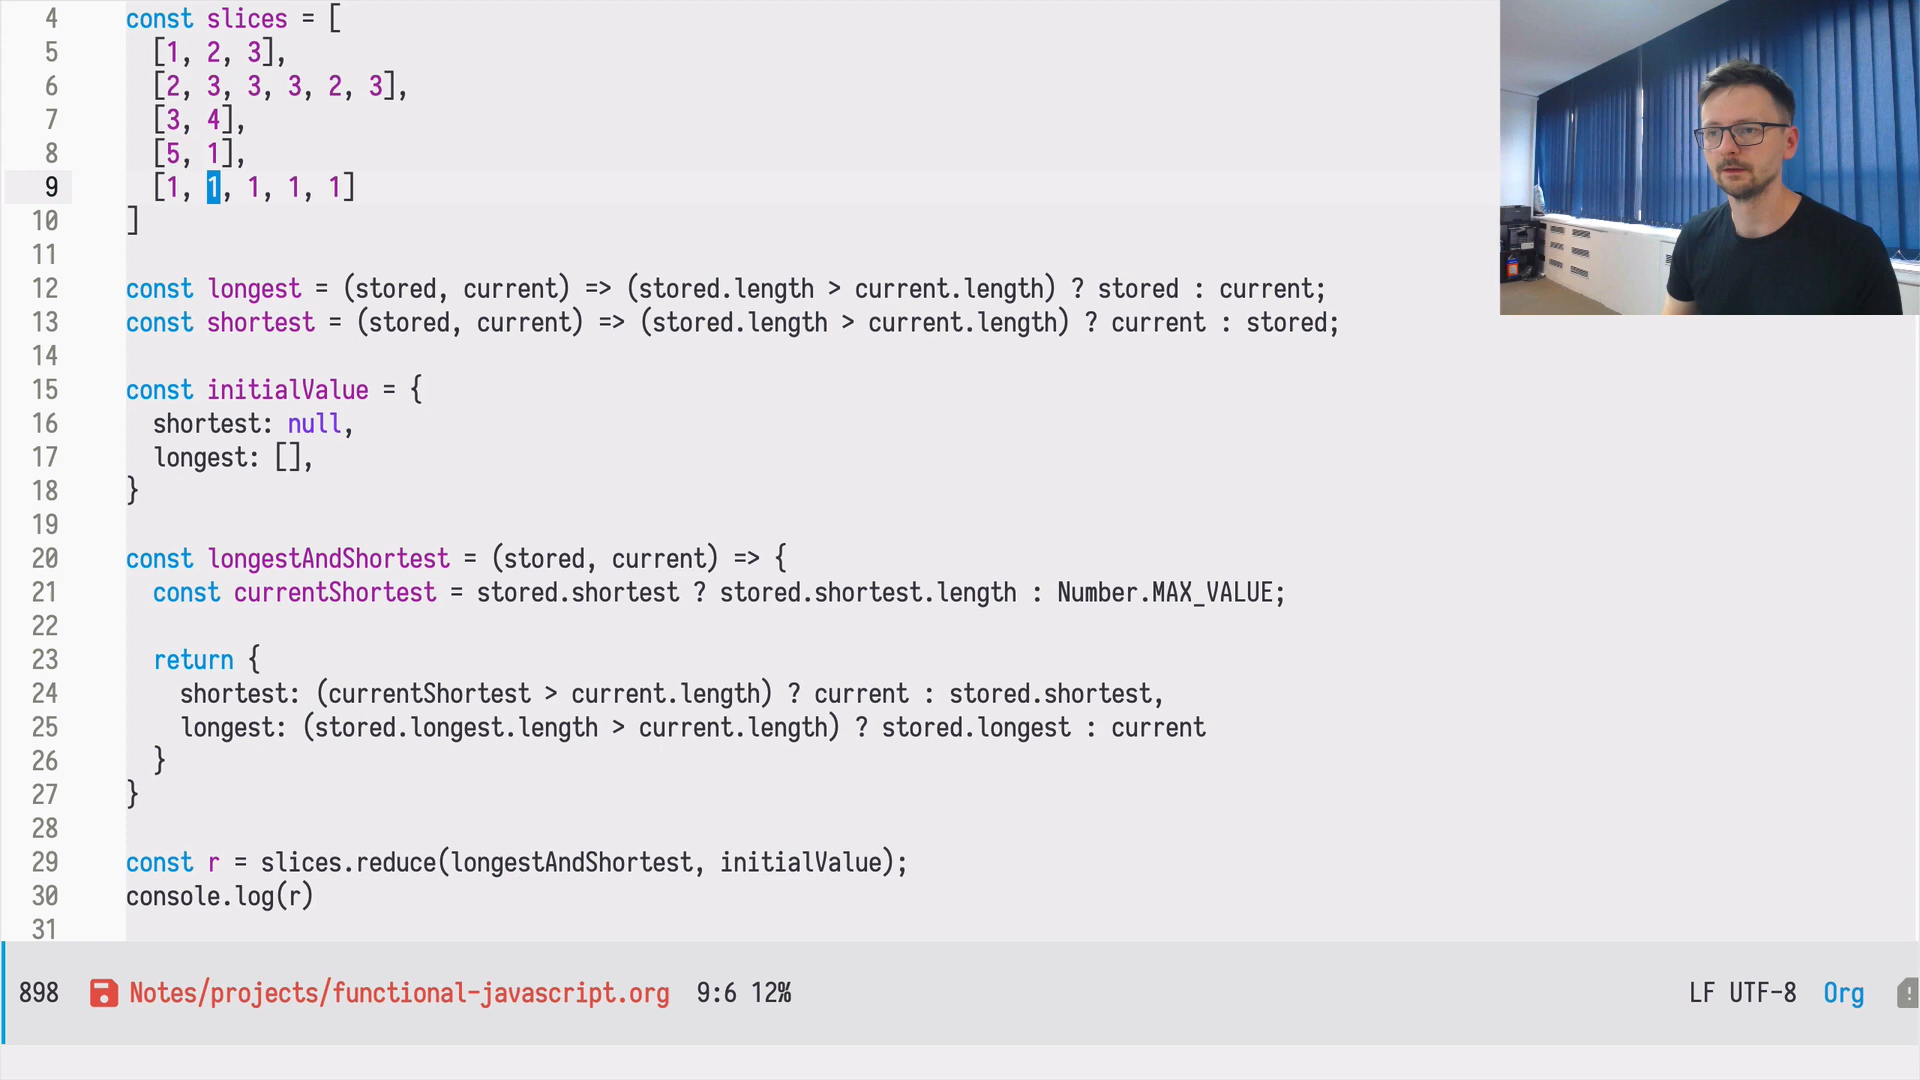 4 const slices = [
5 [1, 2, 3],
6 [2, 3, 3, 3, 2, 3],
7 [3, 4],
8 [5, 1],
9 [1, 1, 1, 1, 1]
10 ]
11
12 const longest = (stored, current) => (stored.length > current.length) ? stored : current;
13 const shortest = (stored, current) => (stored.length > current.length) ? current : stored;
14
15 const initialValue = {
16 shortest: null,
17 longest: [],
18 }
19
20 const longestAndShortest = (stored, current) => {
21 const currentShortest = stored.shortest ? stored.shortest.length : Number.MAX_VALUE;
22
23 return {
24 shortest: (currentShortest > current.length) ? current : stored.shortest,
25 longest: (stored.longest.length > current.length) ? stored.longest : current
26 }
27 }
28
29 const r = slices.reduce(longestAndShortest, initialValue);
30 console.log(r)
31
898 Notes/projects/functional-javascript.org 9:6 12% LF UTF-8 Org